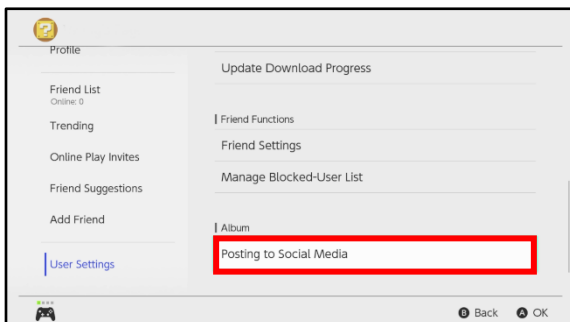 Profile
Friend List
Online: 0
Trending
Online Play Invites
Friend Suggestions
Add Friend
User Settings
Update Download Progress
Friend Functions
Friend Settings
Manage Blocked-User List
Album
Posting to Social Media
B Back A OK